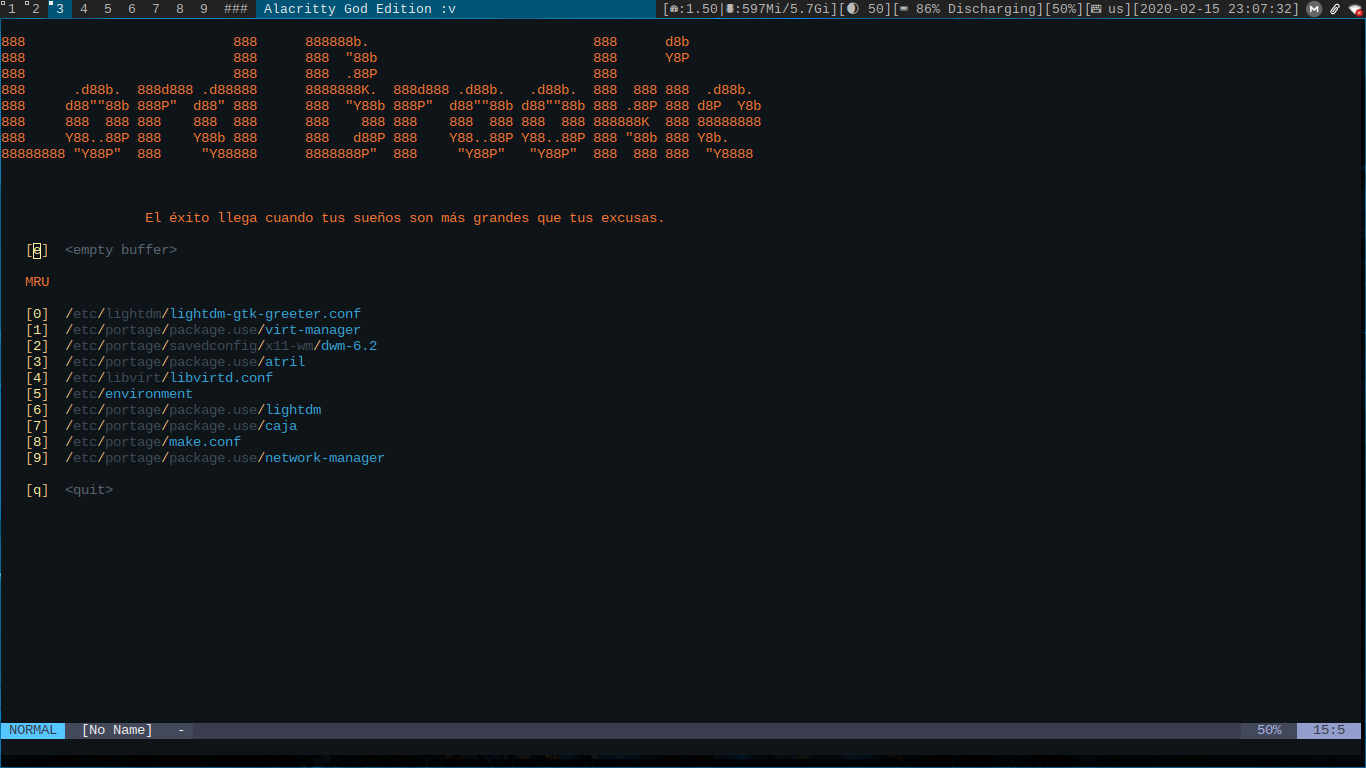 1 2 3 4 5 6 7 8 9 ### Alacritty God Edition :v [:1.50|:597Mi/5.7Gi][ 50][ 86% Discharging][50%][ us][2020-02-15 23:07:32] M
888                          888      888888b.                            888      d8b
888                          888      888  "88b                           888      Y8P
888                          888      888  .88P                           888
888      .d88b.  888d888 .d88888      8888888K.  888d888 .d88b.   .d88b.  888  888 888  .d88b.
888     d88""88b 888P"  d88" 888      888  "Y88b 888P"  d88""88b d88""88b 888 .88P 888 d8P  Y8b
888     888  888 888    888  888      888    888 888    888  888 888  888 888888K  888 88888888
888     Y88..88P 888    Y88b 888      888   d88P 888    Y88..88P Y88..88P 888 "88b 888 Y8b.
88888888 "Y88P"  888     "Y88888      8888888P"  888     "Y88P"   "Y88P"  888  888 888  "Y8888
El éxito llega cuando tus sueños son más grandes que tus excusas.
[e]  <empty buffer>
MRU
[0]  /etc/lightdm/lightdm-gtk-greeter.conf
[1]  /etc/portage/package.use/virt-manager
[2]  /etc/portage/savedconfig/x11-wm/dwm-6.2
[3]  /etc/portage/package.use/atril
[4]  /etc/libvirt/libvirtd.conf
[5]  /etc/environment
[6]  /etc/portage/package.use/lightdm
[7]  /etc/portage/package.use/caja
[8]  /etc/portage/make.conf
[9]  /etc/portage/package.use/network-manager
[q]  <quit>
NORMAL  [No Name]  -  50%  15:5